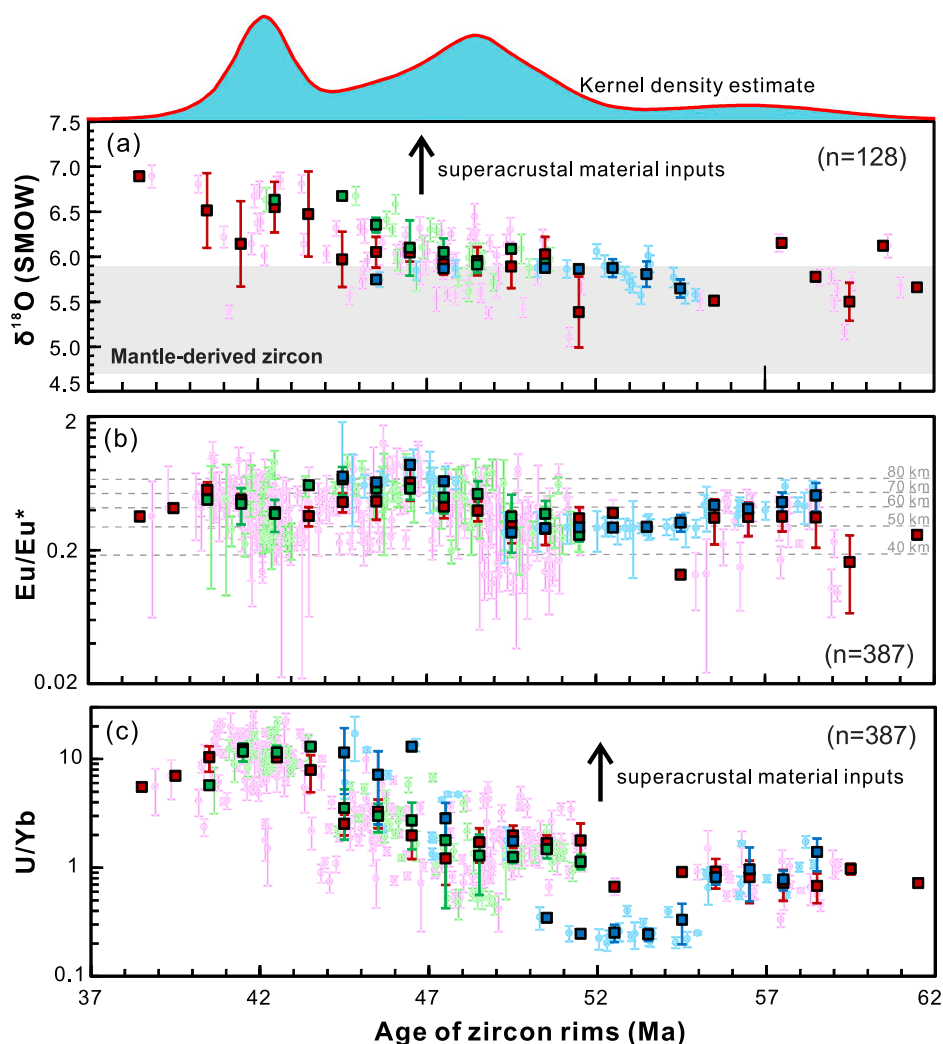 Kernel density estimate
7.5
(a)
(n=128)
superacrustal material inputs
7.0
6.5
6.0
5.5
5.0
4.5
δ¹⁸O (SMOW)
Mantle-derived zircon
2
(b)
80 km
70 km
60 km
50 km
40 km
0.2
Eu/Eu*
0.02
(n=387)
(c)
(n=387)
10
superacrustal material inputs
U/Yb
1
0.1
37 42 47 52 57 62
Age of zircon rims (Ma)